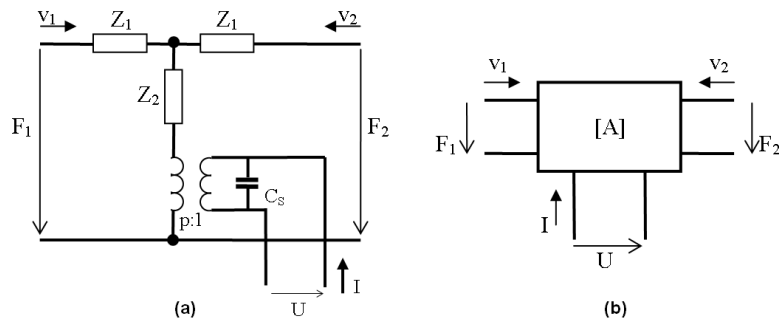 v₁ Z₁ Z₁ v₂
Z₂
F₁ F₂
p:1
Cₛ
I
U
(a)
v₁ v₂
F₁ [A] F₂
I
U
(b)